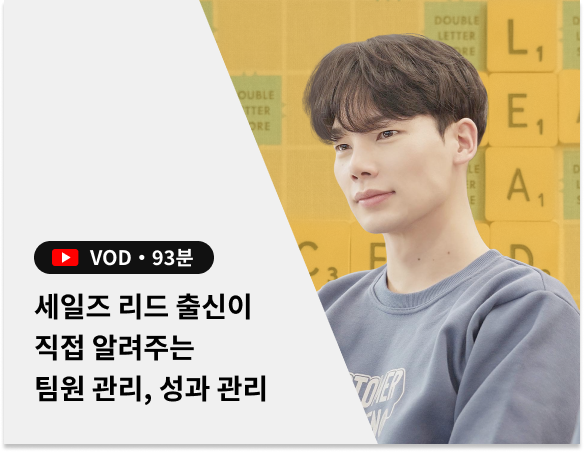 DOUBLE
LETTER
L1
E1
A1
D
C3
E
VOD • 93분
세일즈 리드 출신이
직접 알려주는
팀원 관리, 성과 관리